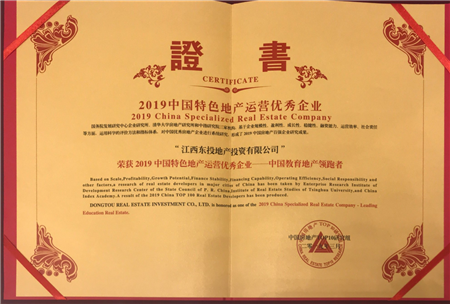 證書
CERTIFICATE
2019中国特色地产运营优秀企业
2019 China Specialized Real Estate Company
"江西东投地产投资有限公司"
荣获 2019 中国特色地产运营优秀企业——中国教育地产领跑者
Based on Scale,Profitability,Growth Potential,Finance Stability,Financing Capability,Operating Efficiency,Social Responsibility and
other factors,a research of real estate developers in major cities of China has been taken by Enterprise Research Institute of
Development Research Center of the State Council of P. R. China,Institute of Real Estate Studies of Tsinghua University,and China
Index Academy,A result of the 2019 China TOP 100 Real Estate Developers has been produced.
DONGTOU REAL ESTATE INVESTMENT CO., LTD. is honored as one of the 2019 China Specialized Real Estate Company - Leading
Education Real Estate.